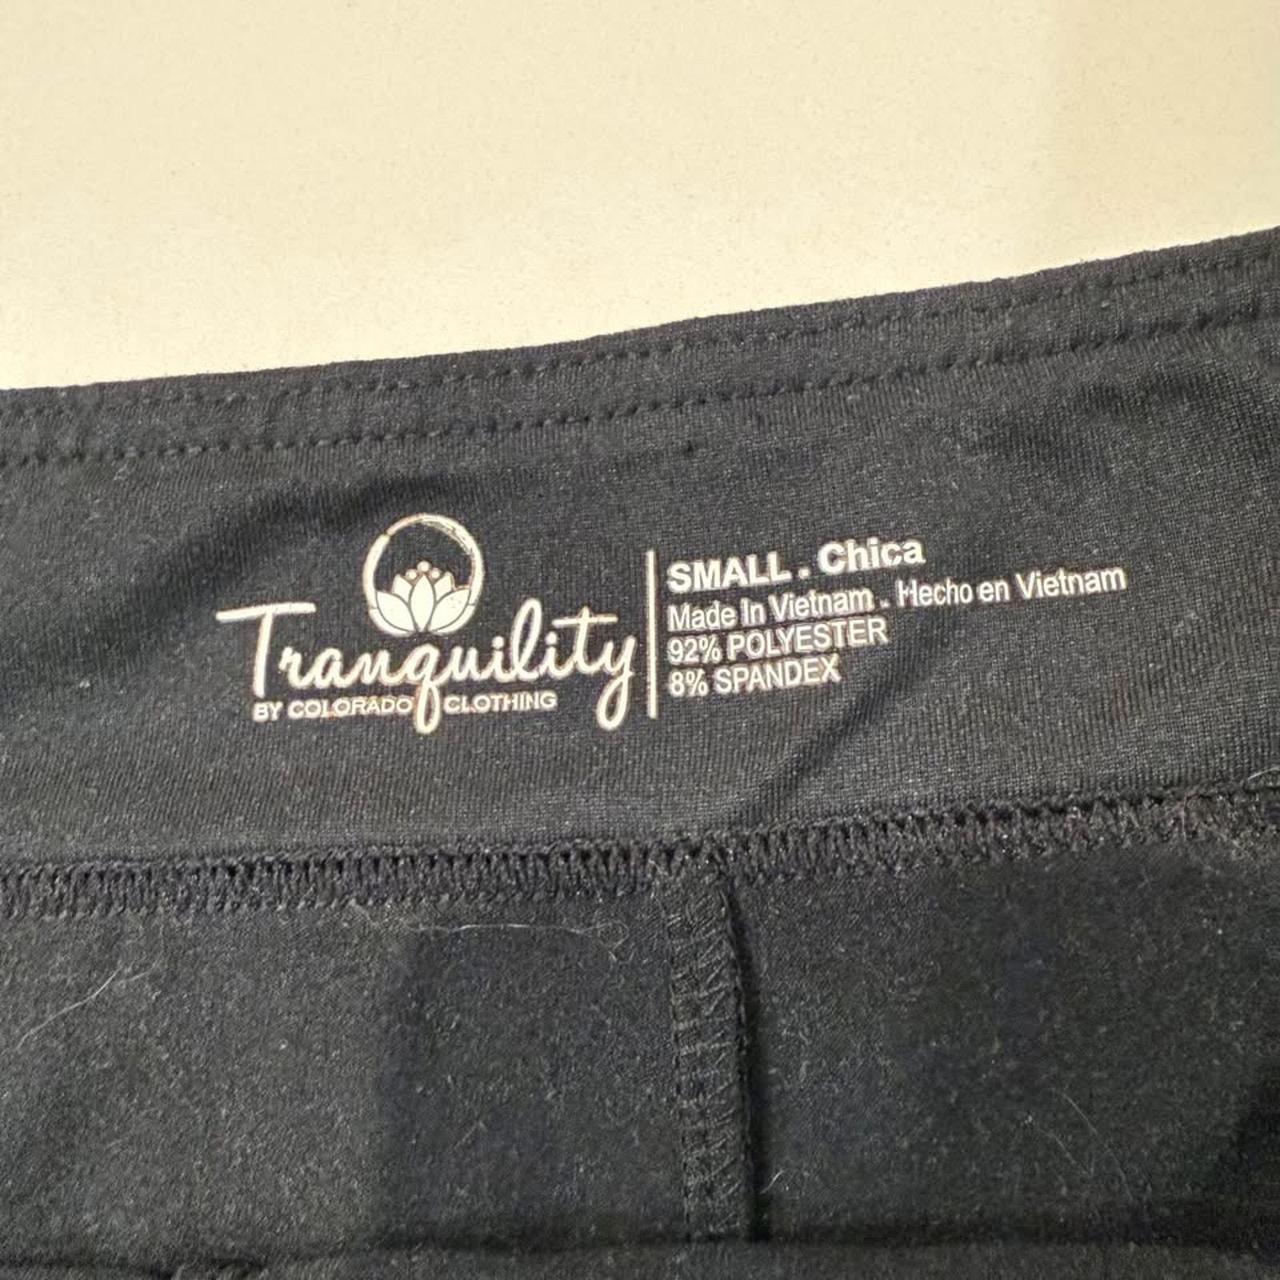 Tranquility
BY COLORADO CLOTHING
SMALL . Chica
Made In Vietnam . Hecho en Vietnam
92% POLYESTER
8% SPANDEX